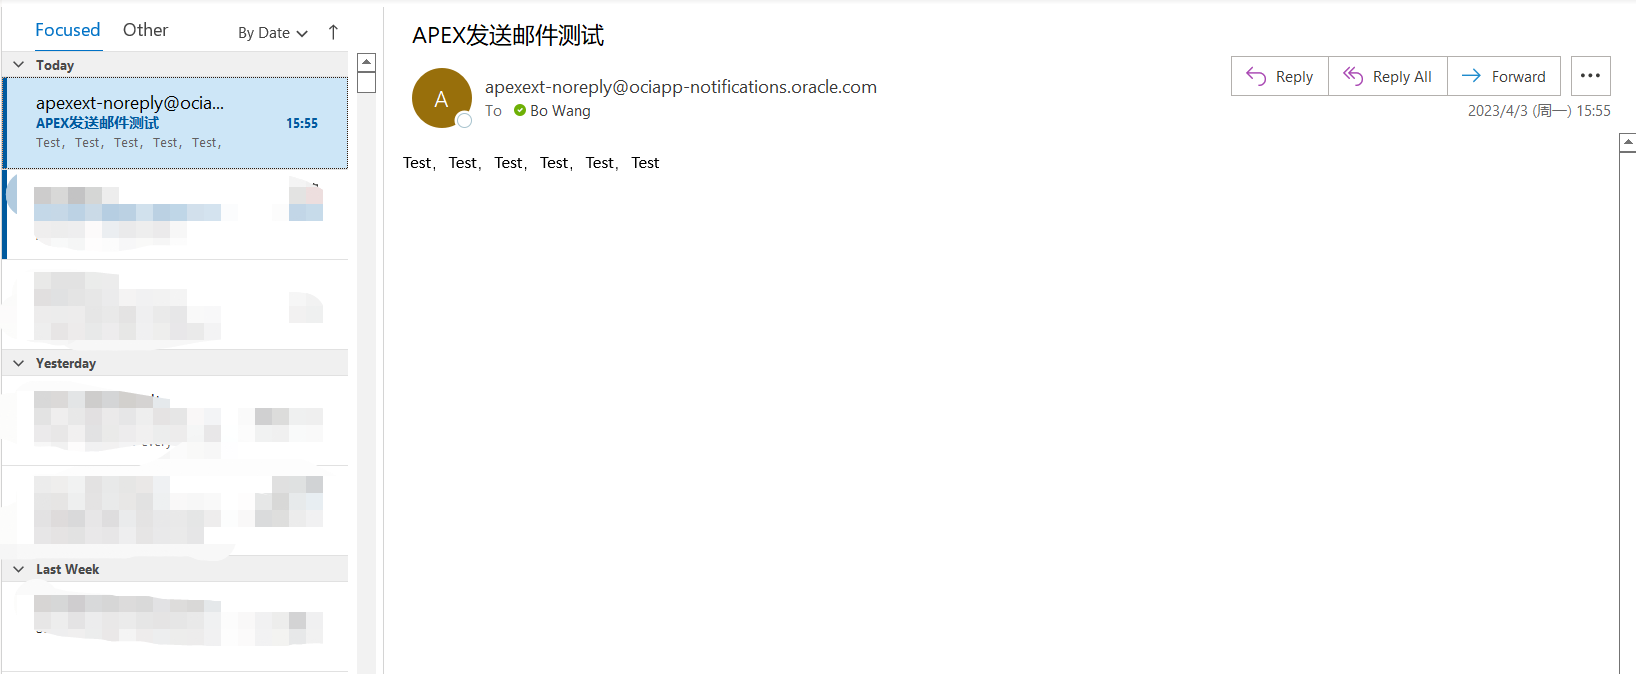 Focused Other By Date
Today
apexext-noreply@ocia...
APEX发送邮件测试 15:55
Test，Test，Test，Test，Test，
Yesterday
Last Week
APEX发送邮件测试
A
apexext-noreply@ociapp-notifications.oracle.com
To Bo Wang
Reply Reply All Forward
2023/4/3 (周一) 15:55
Test，Test，Test，Test，Test，Test